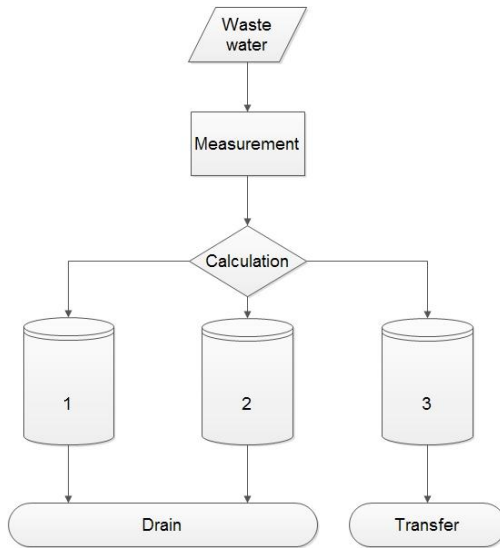 Waste
water
Measurement
Calculation
1
2
3
Drain
Transfer